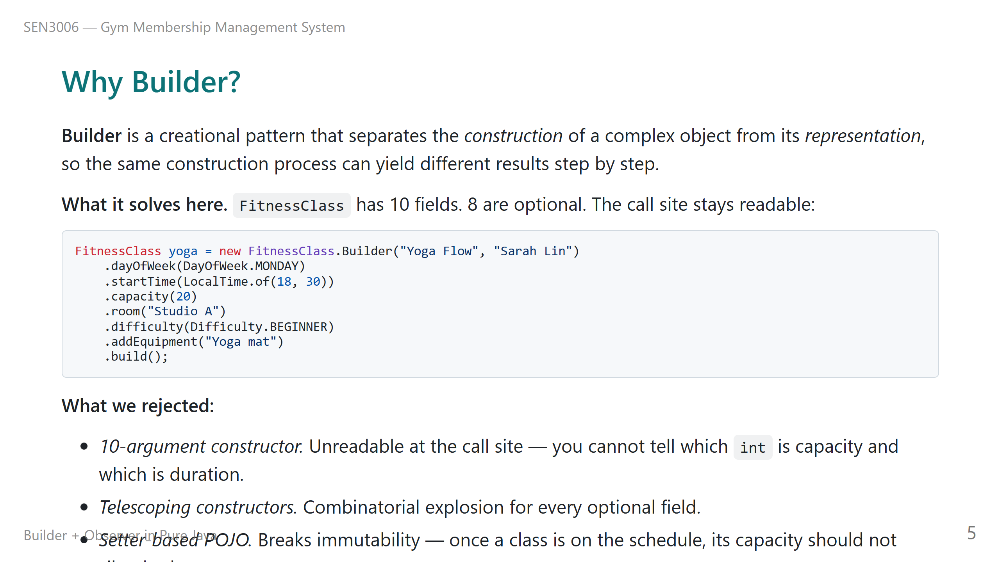 SEN3006 — Gym Membership Management System
Why Builder?
Builder is a creational pattern that separates the construction of a complex object from its representation,
so the same construction process can yield different results step by step.
What it solves here. FitnessClass has 10 fields. 8 are optional. The call site stays readable:
FitnessClass yoga = new FitnessClass.Builder("Yoga Flow", "Sarah Lin")
    .dayOfWeek(DayOfWeek.MONDAY)
    .startTime(LocalTime.of(18, 30))
    .capacity(20)
    .room("Studio A")
    .difficulty(Difficulty.BEGINNER)
    .addEquipment("Yoga mat")
    .build();
What we rejected:
• 10-argument constructor. Unreadable at the call site — you cannot tell which int is capacity and
which is duration.
• Telescoping constructors. Combinatorial explosion for every optional field.
• Setter-based POJO. Breaks immutability — once a class is on the schedule, its capacity should not
Builder + Observer in Pure Java
5